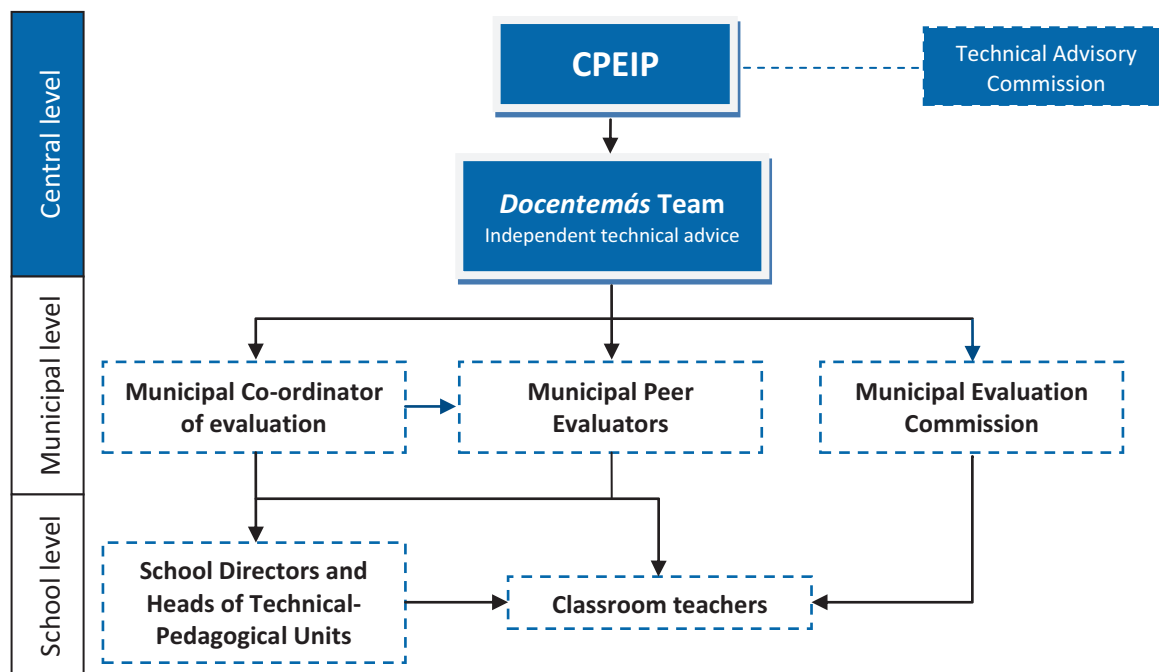 Central level
CPEIP
Technical Advisory
Commission
Docentemás Team
Independent technical advice
Municipal level
Municipal Co-ordinator
of evaluation
Municipal Peer
Evaluators
Municipal Evaluation
Commission
School level
School Directors and
Heads of Technical-
Pedagogical Units
Classroom teachers